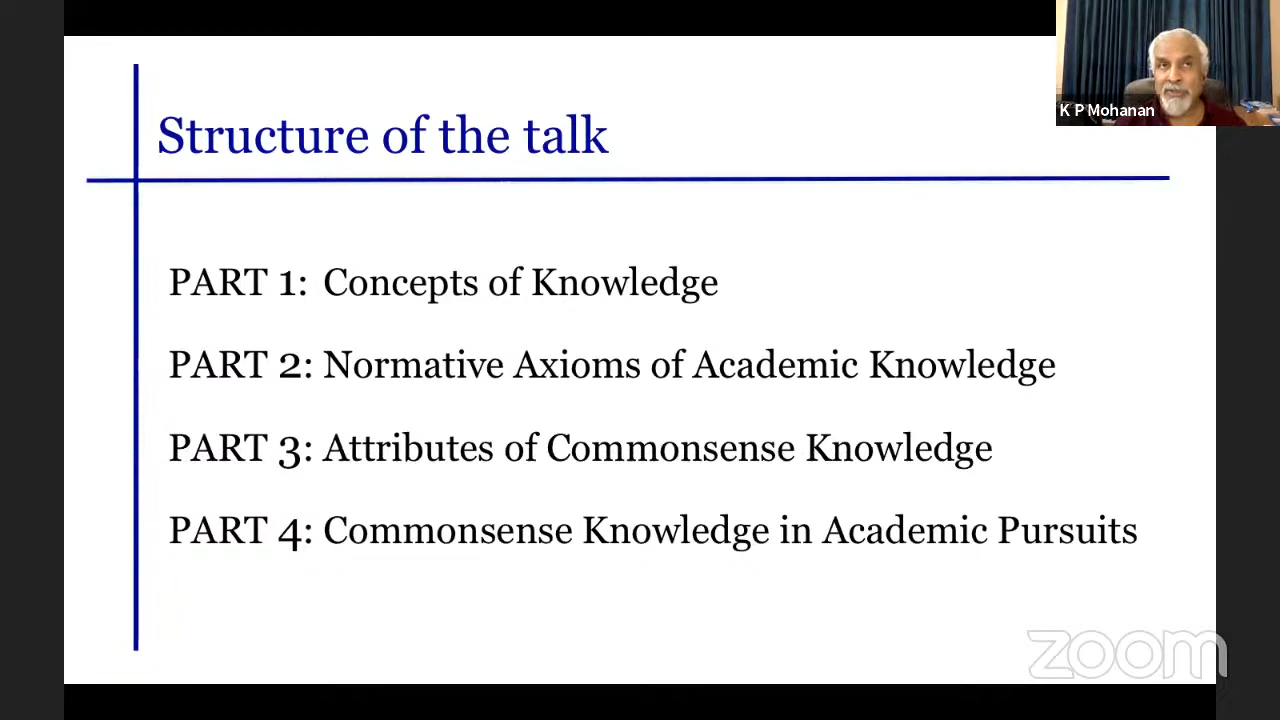 Structure of the talk
K P Mohanan
PART 1: Concepts of Knowledge
PART 2: Normative Axioms of Academic Knowledge
PART 3: Attributes of Commonsense Knowledge
PART 4: Commonsense Knowledge in Academic Pursuits
zoom